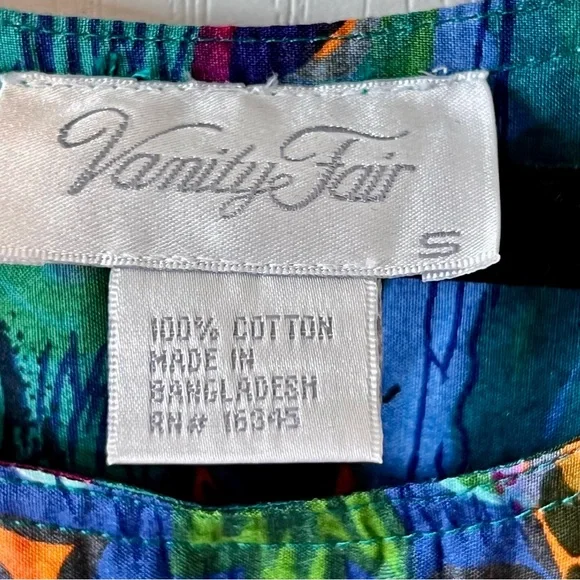 Vanity Fair
S
100% COTTON
MADE IN
BANGLADESH
RN# 16345